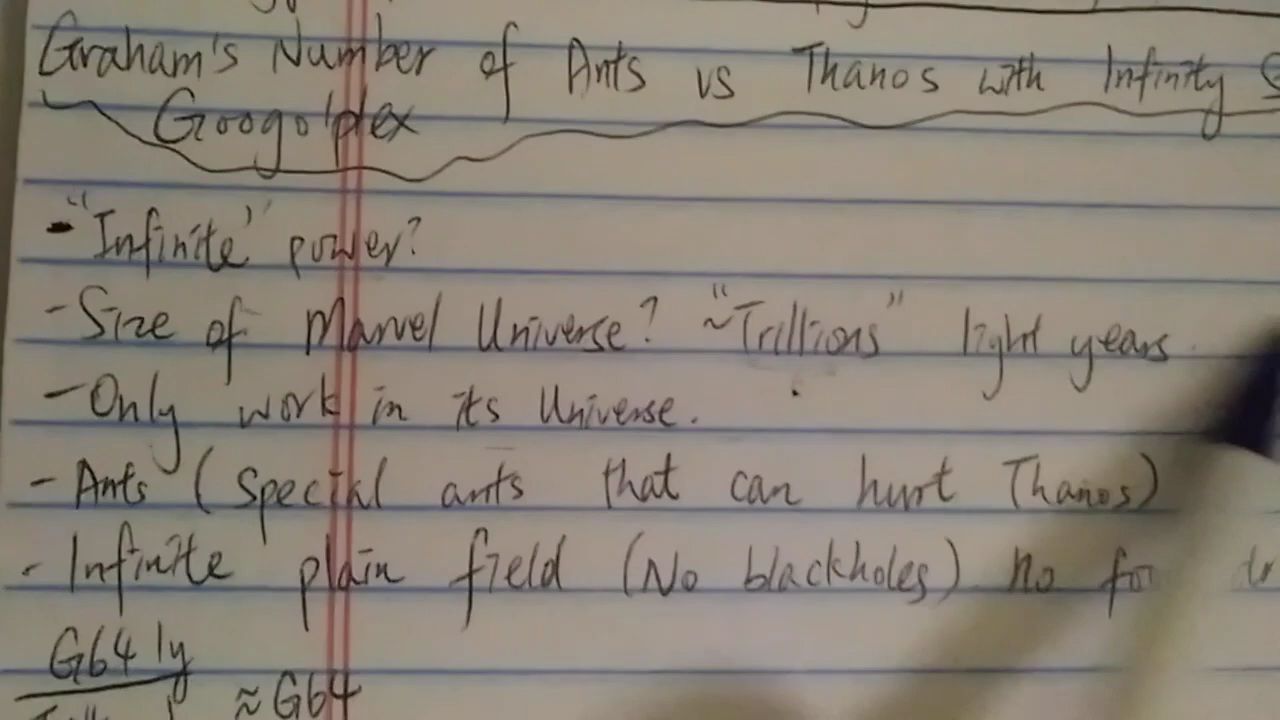 Graham's Number of Ants vs Thanos with Infinity
Googolplex
- "Infinite" power?
- Size of Marvel Universe? ~"Trillions" light years
- Only work in its Universe.
- Ants (Special ants that can hurt Thanos)
- Infinite plain field (No blackholes) no
G64 ly
≈ G64